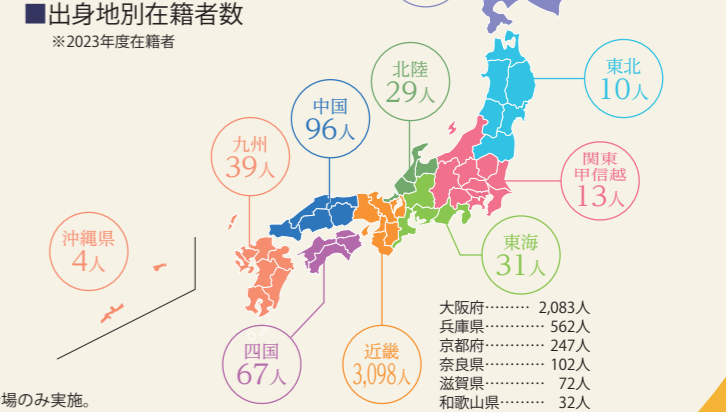 ■出身地別在籍者数
※2023年度在籍者
東北
10人
北陸
29人
中国
96人
九州
39人
関東
甲信越
13人
沖縄県
4人
東海
31人
四国
67人
近畿
3,098人
大阪府……… 2,083人
兵庫県………… 562人
京都府………… 247人
奈良県………… 102人
滋賀県………… 72人
和歌山県……… 32人
場のみ実施。